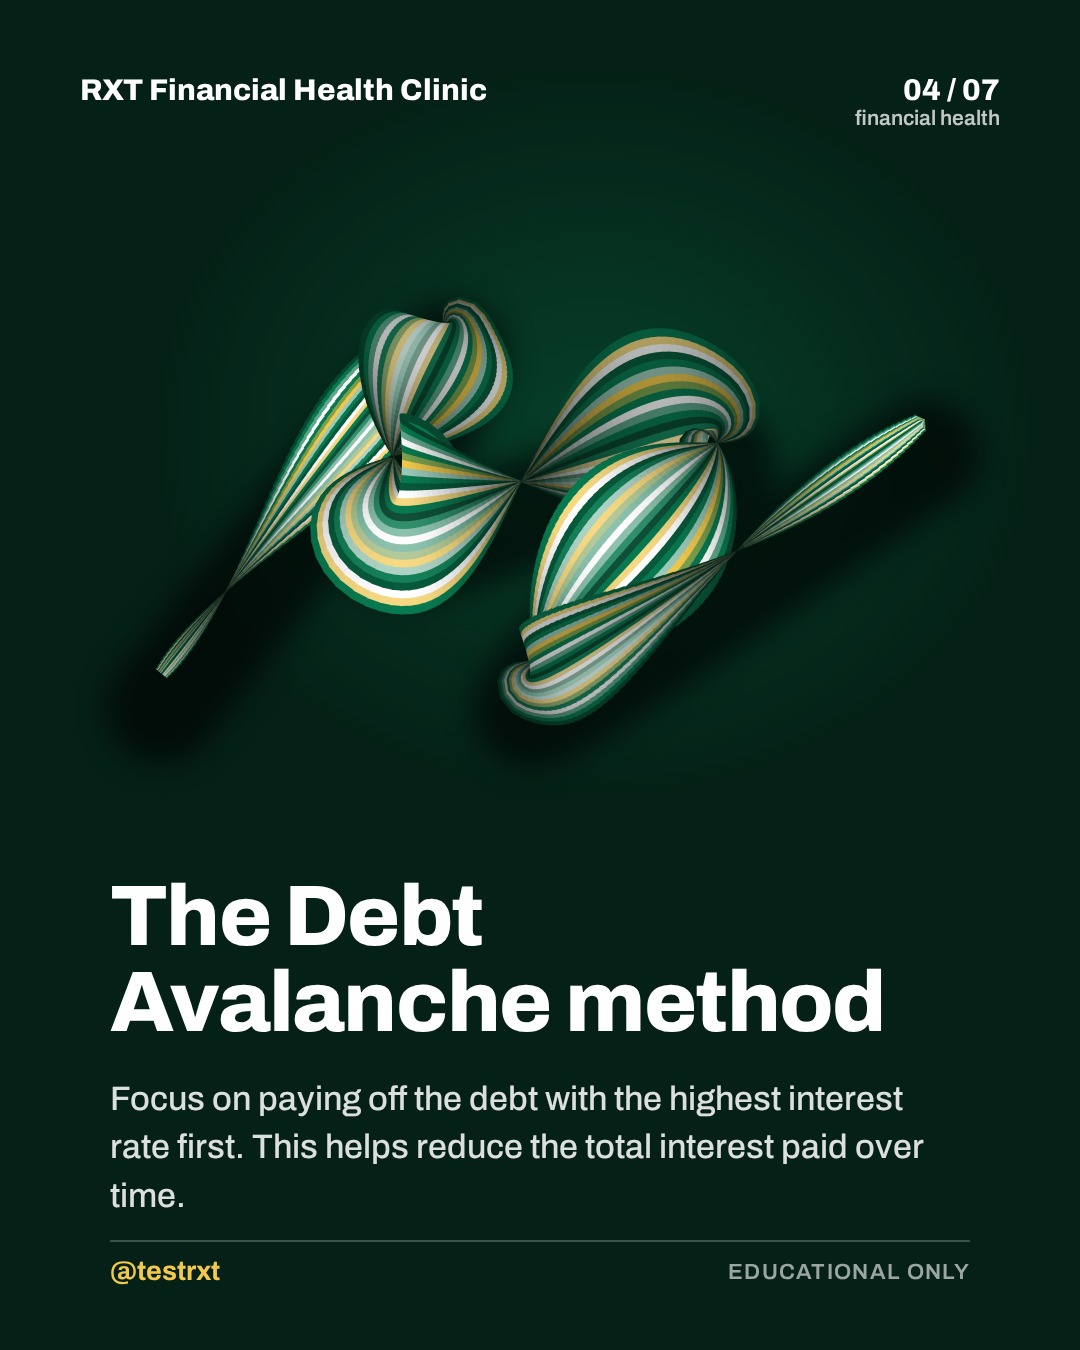 RXT Financial Health Clinic
04 / 07
financial health
The Debt
Avalanche method
Focus on paying off the debt with the highest interest
rate first. This helps reduce the total interest paid over
time.
@testrxt
EDUCATIONAL ONLY